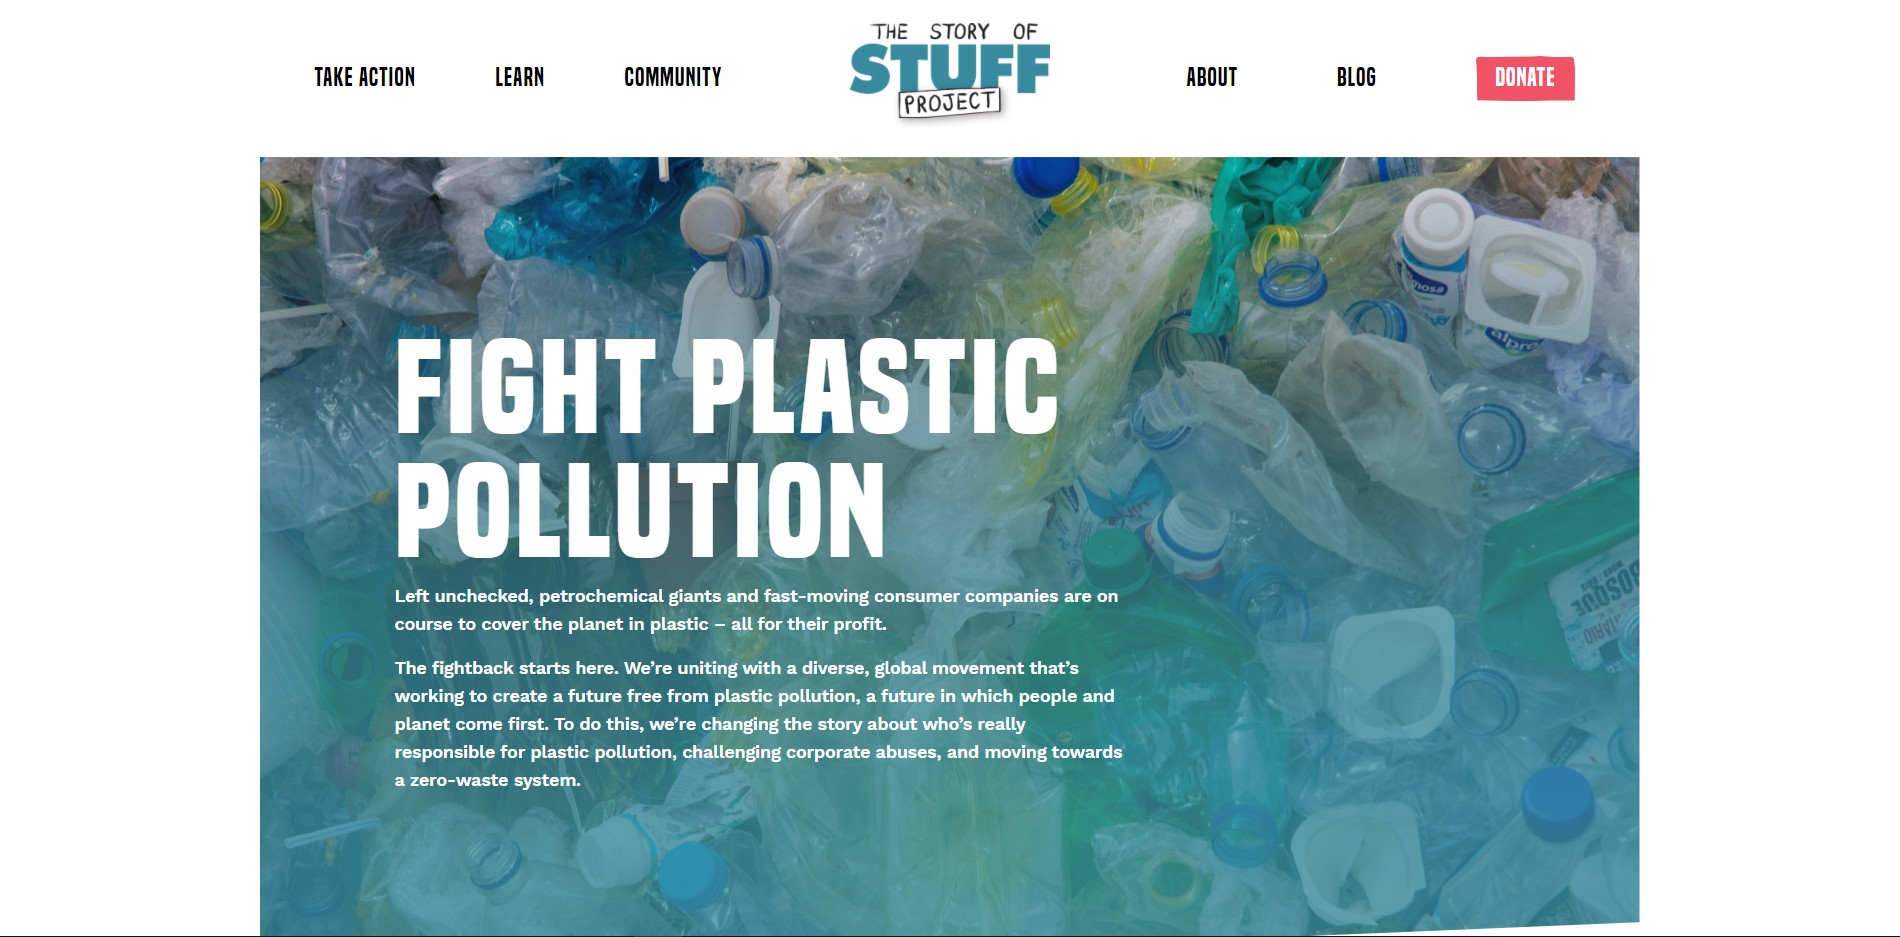 TAKE ACTION
LEARN
COMMUNITY
THE STORY OF
STUFF
PROJECT
ABOUT
BLOG
DONATE
FIGHT PLASTIC
POLLUTION
Left unchecked, petrochemical giants and fast-moving consumer companies are on
course to cover the planet in plastic – all for their profit.
The fightback starts here. We’re uniting with a diverse, global movement that’s
working to create a future free from plastic pollution, a future in which people and
planet come first. To do this, we’re changing the story about who’s really
responsible for plastic pollution, challenging corporate abuses, and moving towards
a zero-waste system.
alpro
BOSQUE